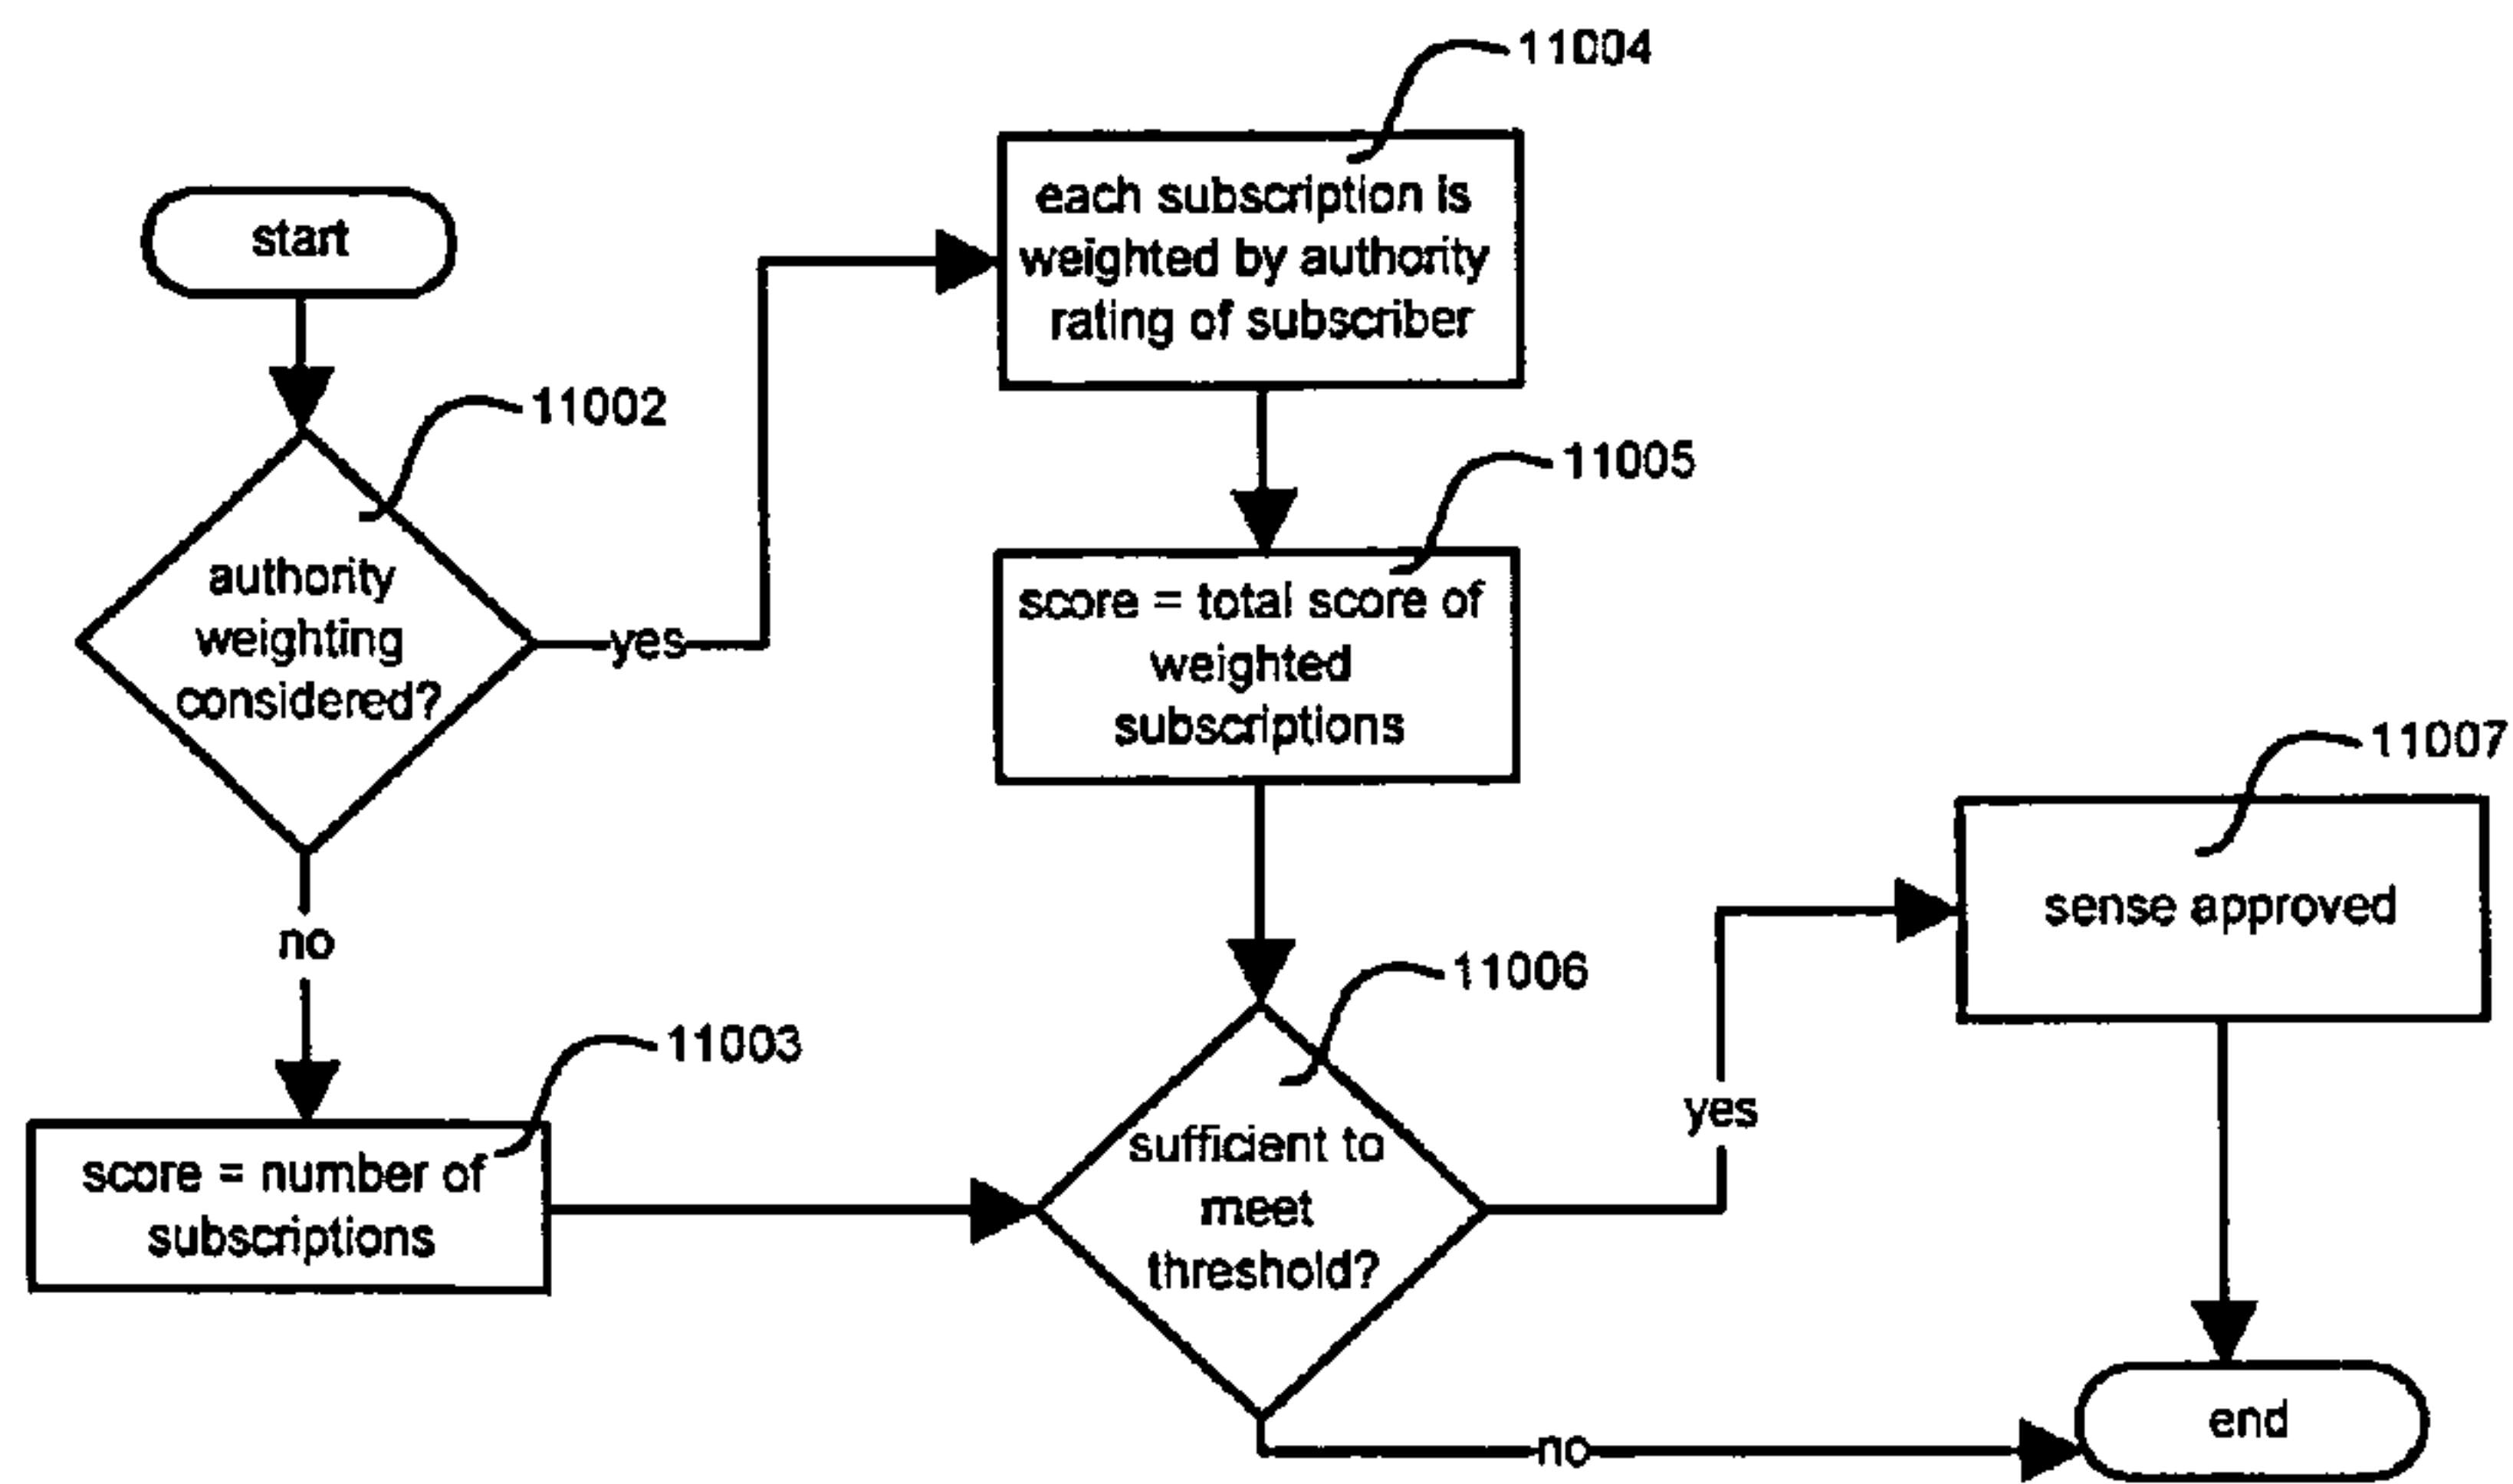 start
11002
authority
weighting
considered?
yes
no
11003
score = number of
subscriptions
11004
each subscription is
weighted by authority
rating of subscriber
11005
score = total score of
weighted
subscriptions
11006
sufficient to
meet
threshold?
yes
no
11007
sense approved
end